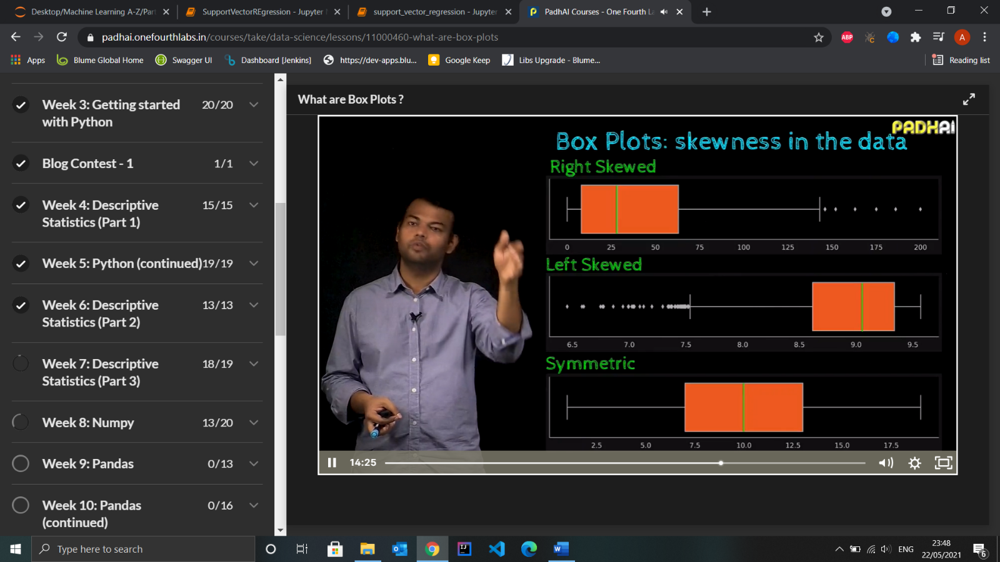 Desktop/Machine Learning A-Z/Part
SupportVectorREgression - Jupyter
support_vector_regression - Jupyter
PadhAI Courses - One Fourth La
padhai.onefourthlabs.in/courses/take/data-science/lessons/11000460-what-are-box-plots
ABP
C
A
Apps
Blume Global Home
Swagger UI
Dashboard [Jenkins]
https://dev-apps.blu...
Google Keep
Libs Upgrade - Blume...
Reading list
Week 3: Getting started 20/20
with Python
Blog Contest - 1 1/1
Week 4: Descriptive 15/15
Statistics (Part 1)
Week 5: Python (continued) 19/19
Week 6: Descriptive 13/13
Statistics (Part 2)
Week 7: Descriptive 18/19
Statistics (Part 3)
Week 8: Numpy 13/20
Week 9: Pandas 0/13
Week 10: Pandas 0/16
(continued)
What are Box Plots ?
PADHAI
Box Plots: skewness in the data
Right Skewed
0 25 50 75 100 125 150 175 200
Left Skewed
6.5 7.0 7.5 8.0 8.5 9.0 9.5
Symmetric
2.5 5.0 7.5 10.0 12.5 15.0 17.5
14:25
Type here to search
ENG
23:48
22/05/2021
6